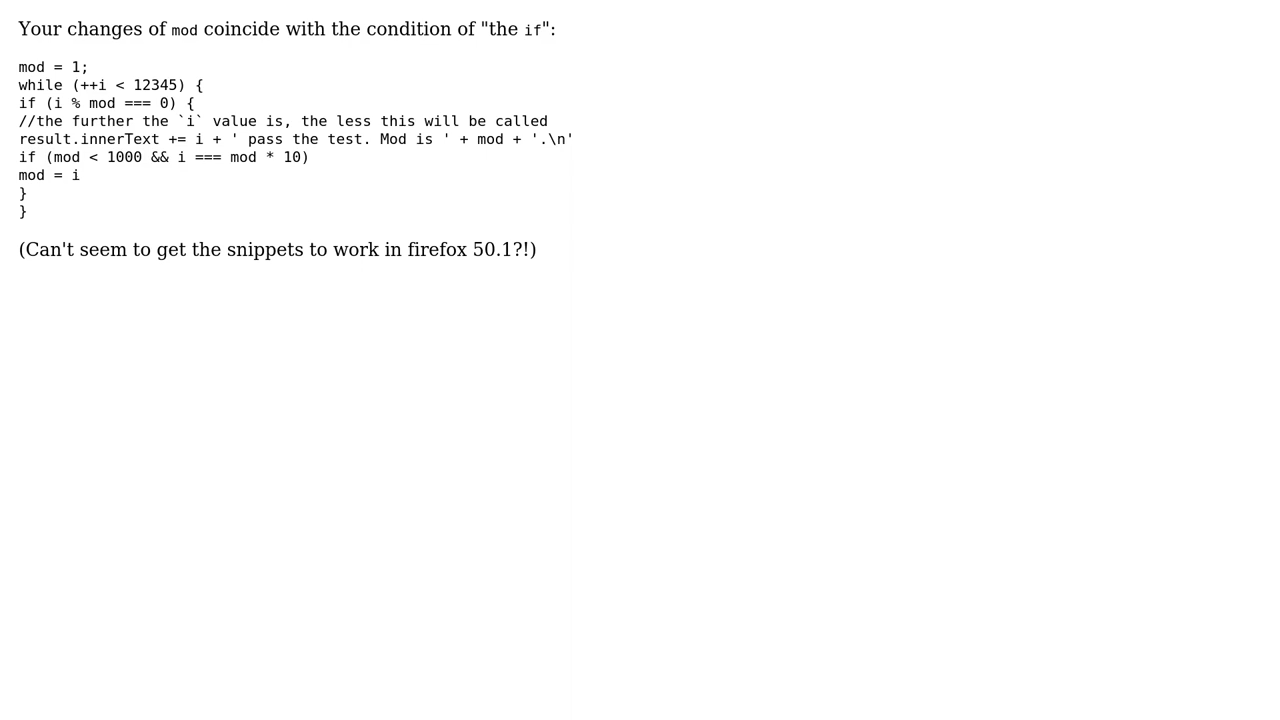 Your changes of mod coincide with the condition of "the if":
mod = 1;
while (++i < 12345) {
if (i % mod === 0) {
//the further the `i` value is, the less this will be called
result.innerText += i + ' pass the test. Mod is ' + mod + '.\n'
if (mod < 1000 && i === mod * 10)
mod = i
}
}
(Can't seem to get the snippets to work in firefox 50.1?!)